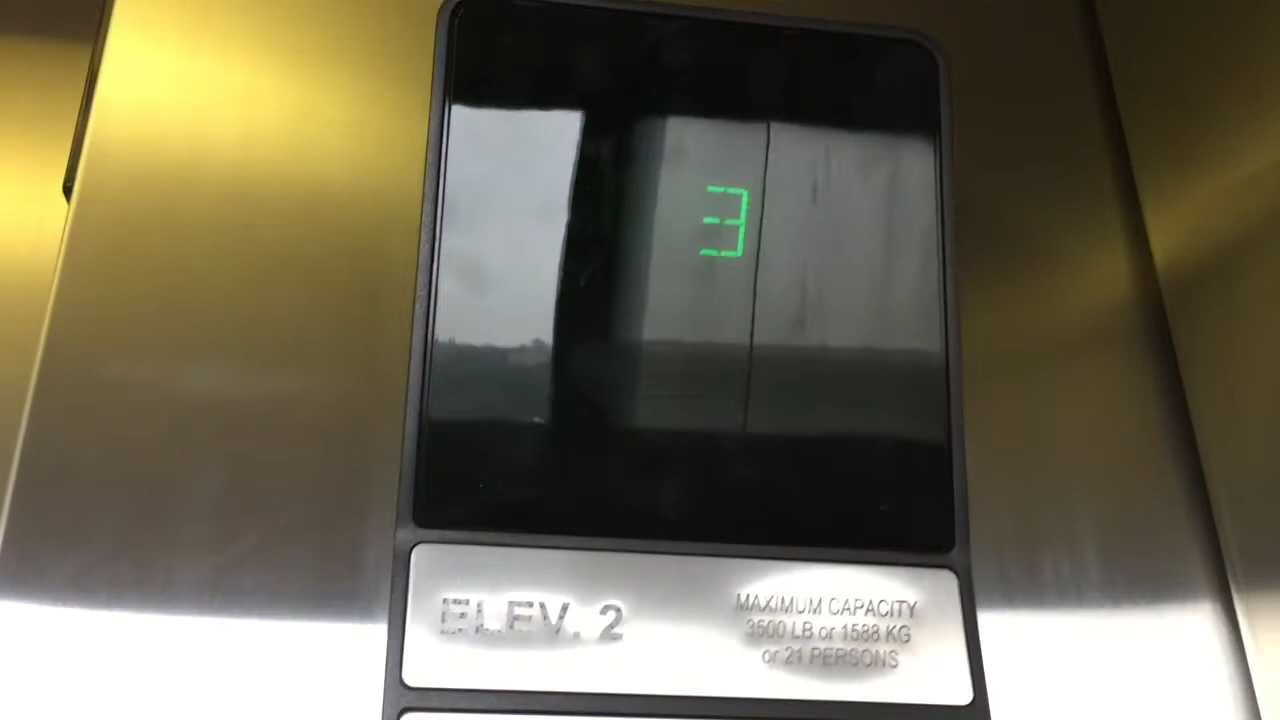 3
ELEV. 2
MAXIMUM CAPACITY
3500 LB or 1588 KG
or 21 PERSONS